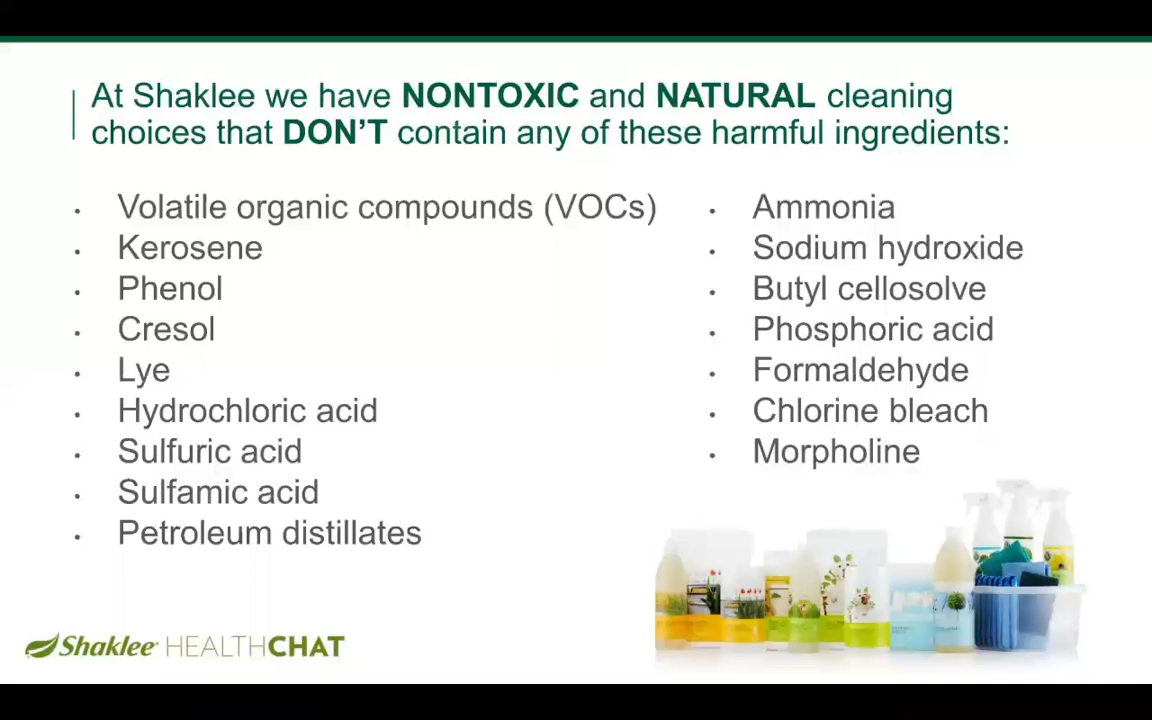 At Shaklee we have NONTOXIC and NATURAL cleaning
choices that DON'T contain any of these harmful ingredients:
• Volatile organic compounds (VOCs)
• Kerosene
• Phenol
• Cresol
• Lye
• Hydrochloric acid
• Sulfuric acid
• Sulfamic acid
• Petroleum distillates
• Ammonia
• Sodium hydroxide
• Butyl cellosolve
• Phosphoric acid
• Formaldehyde
• Chlorine bleach
• Morpholine
Shaklee HEALTHCHAT